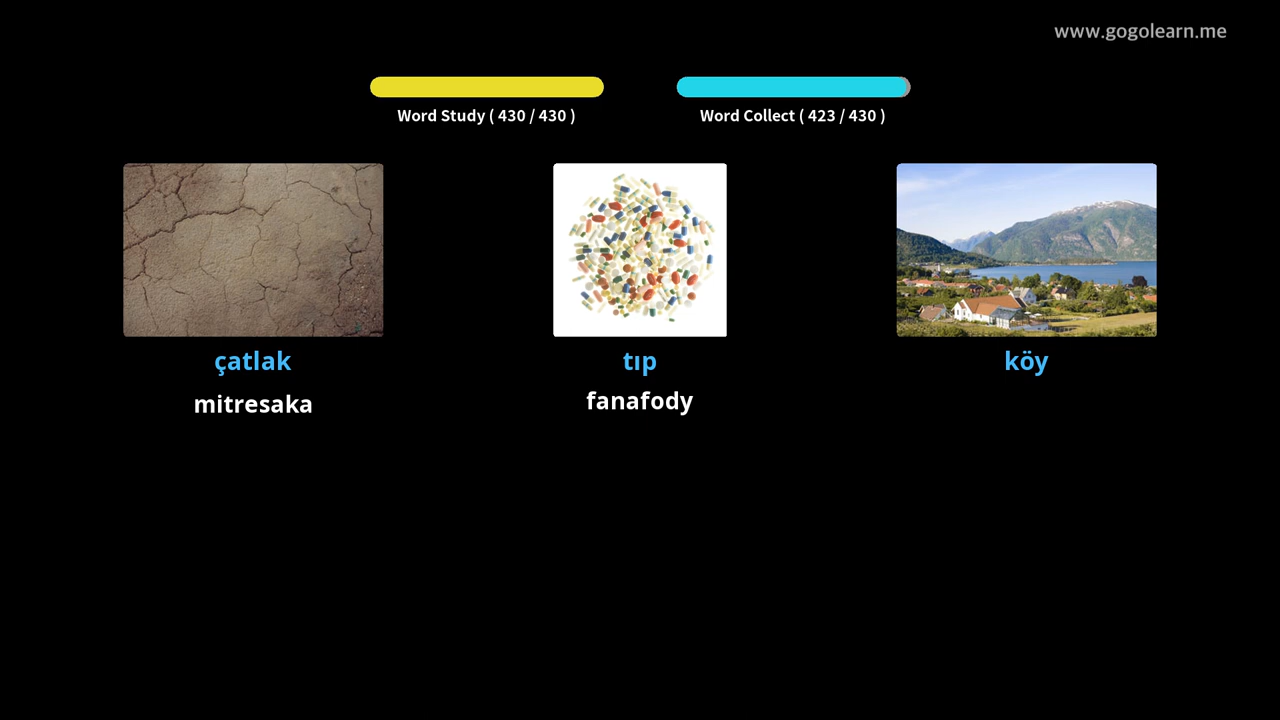 www.gogolearn.me
Word Study ( 430 / 430 )
Word Collect ( 423 / 430 )
çatlak
tıp
köy
mitresaka
fanafody